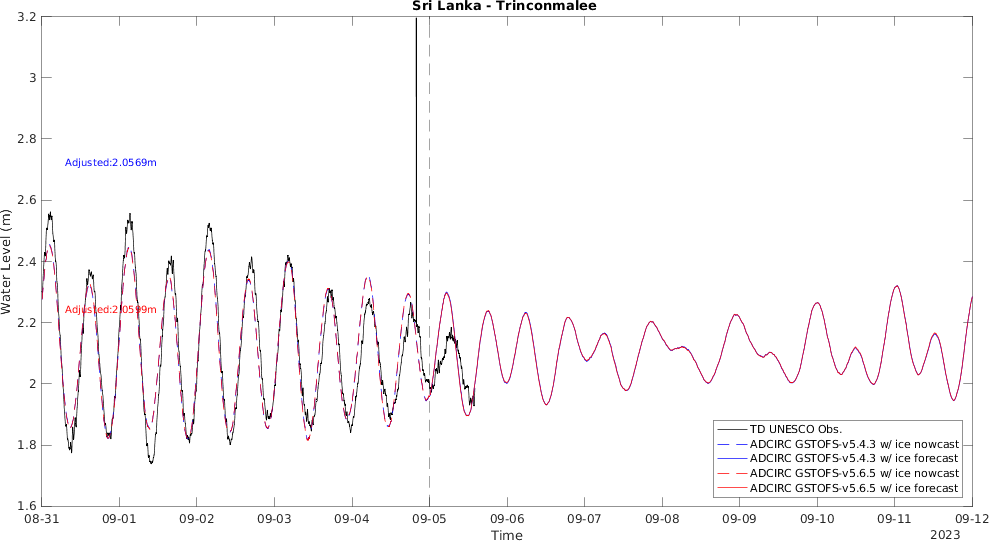 Sri Lanka - Trinconmalee
3.2
3
2.8
2.6
2.4
2.2
2
1.8
1.6
Water Level (m)
Adjusted:2.0569m
Adjusted:2.0599m
TD UNESCO Obs.
ADCIRC GSTOFS-v5.4.3 w/ ice nowcast
ADCIRC GSTOFS-v5.4.3 w/ ice forecast
ADCIRC GSTOFS-v5.6.5 w/ ice nowcast
ADCIRC GSTOFS-v5.6.5 w/ ice forecast
08-31 09-01 09-02 09-03 09-04 09-05 09-06 09-07 09-08 09-09 09-10 09-11 09-12
Time
2023